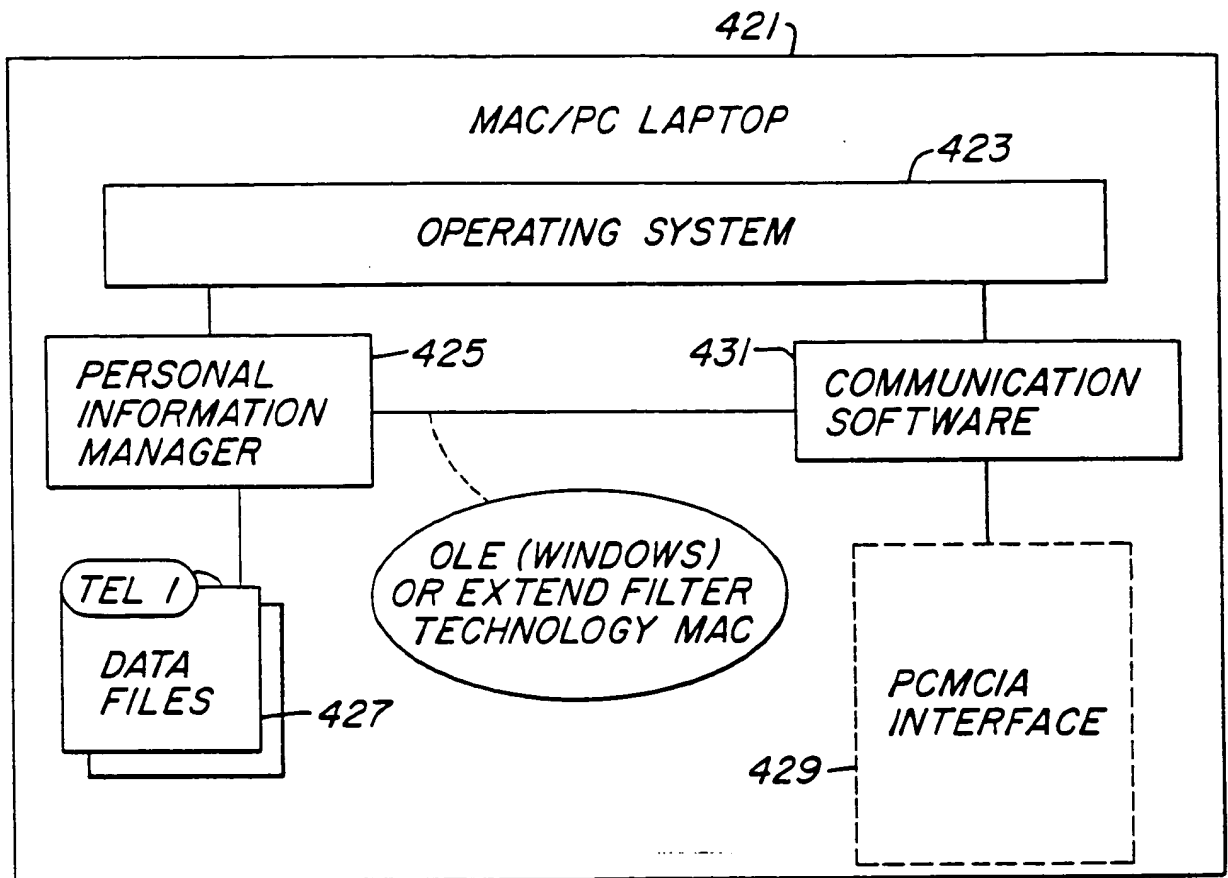 421
MAC/PC LAPTOP
423
OPERATING SYSTEM
425
431
PERSONAL
INFORMATION
MANAGER
COMMUNICATION
SOFTWARE
OLE (WINDOWS)
OR EXTEND FILTER
TECHNOLOGY MAC
TEL 1
DATA
FILES
427
PCMCIA
INTERFACE
429